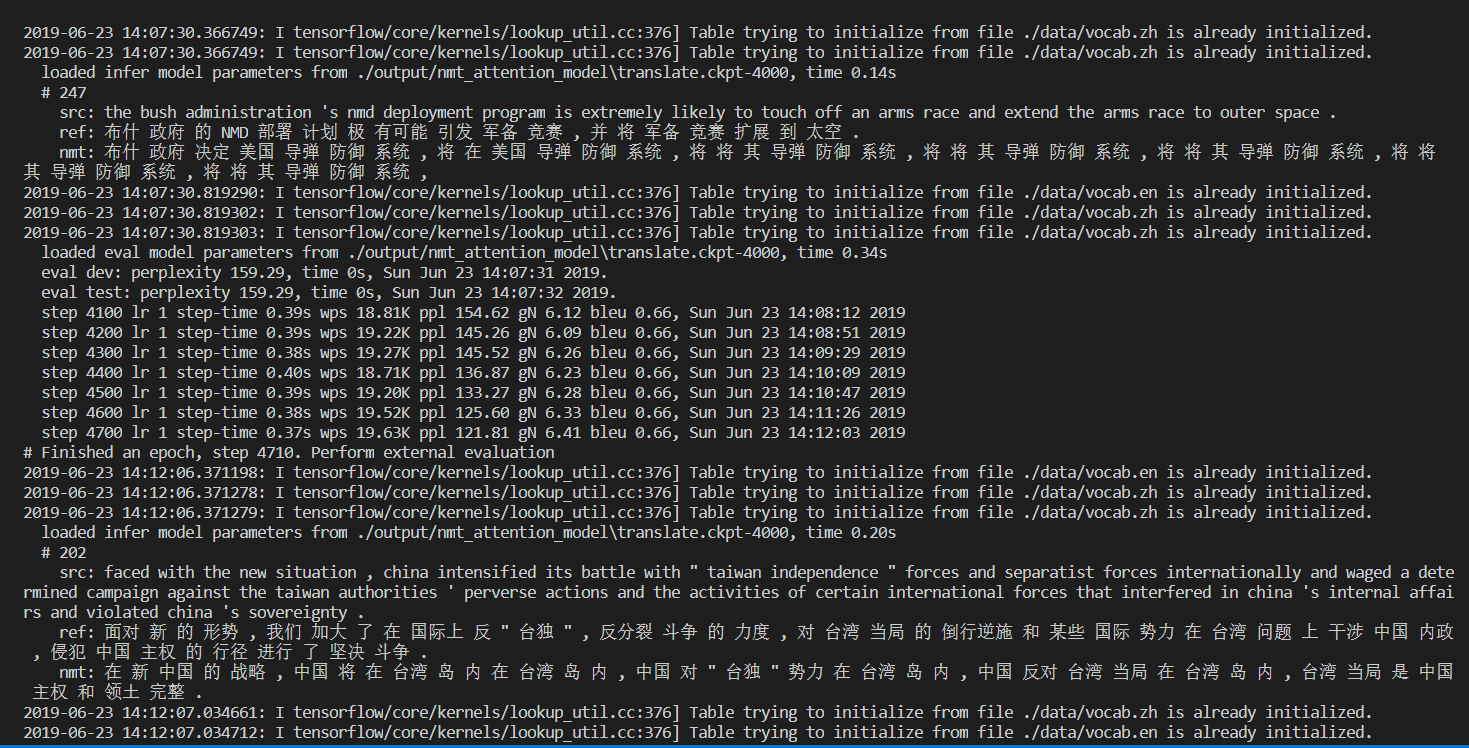 2019-06-23 14:07:30.366749: I tensorflow/core/kernels/lookup_util.cc:376] Table trying to initialize from file ./data/vocab.zh is already initialized.
2019-06-23 14:07:30.366749: I tensorflow/core/kernels/lookup_util.cc:376] Table trying to initialize from file ./data/vocab.zh is already initialized.
loaded infer model parameters from ./output/nmt_attention_model\translate.ckpt-4000, time 0.14s
# 247
src: the bush administration 's nmd deployment program is extremely likely to touch off an arms race and extend the arms race to outer space .
ref: 布什 政府 的 NMD 部署 计划 极 有可能 引发 军备 竞赛 , 并 将 军备 竞赛 扩展 到 太空 .
nmt: 布什 政府 决定 美国 导弹 防御 系统 , 将 在 美国 导弹 防御 系统 , 将 将 其 导弹 防御 系统 , 将 将 其 导弹 防御 系统 , 将 将 其 导弹 防御 系统 , 将 将
其 导弹 防御 系统 , 将 将 其 导弹 防御 系统 ,
2019-06-23 14:07:30.819290: I tensorflow/core/kernels/lookup_util.cc:376] Table trying to initialize from file ./data/vocab.en is already initialized.
2019-06-23 14:07:30.819302: I tensorflow/core/kernels/lookup_util.cc:376] Table trying to initialize from file ./data/vocab.zh is already initialized.
2019-06-23 14:07:30.819303: I tensorflow/core/kernels/lookup_util.cc:376] Table trying to initialize from file ./data/vocab.zh is already initialized.
loaded eval model parameters from ./output/nmt_attention_model\translate.ckpt-4000, time 0.34s
eval dev: perplexity 159.29, time 0s, Sun Jun 23 14:07:31 2019.
eval test: perplexity 159.29, time 0s, Sun Jun 23 14:07:32 2019.
step 4100 lr 1 step-time 0.39s wps 18.81K ppl 154.62 gN 6.12 bleu 0.66, Sun Jun 23 14:08:12 2019
step 4200 lr 1 step-time 0.39s wps 19.22K ppl 145.26 gN 6.09 bleu 0.66, Sun Jun 23 14:08:51 2019
step 4300 lr 1 step-time 0.38s wps 19.27K ppl 145.52 gN 6.26 bleu 0.66, Sun Jun 23 14:09:29 2019
step 4400 lr 1 step-time 0.40s wps 18.71K ppl 136.87 gN 6.23 bleu 0.66, Sun Jun 23 14:10:09 2019
step 4500 lr 1 step-time 0.39s wps 19.20K ppl 133.27 gN 6.28 bleu 0.66, Sun Jun 23 14:10:47 2019
step 4600 lr 1 step-time 0.38s wps 19.52K ppl 125.60 gN 6.33 bleu 0.66, Sun Jun 23 14:11:26 2019
step 4700 lr 1 step-time 0.37s wps 19.63K ppl 121.81 gN 6.41 bleu 0.66, Sun Jun 23 14:12:03 2019
# Finished an epoch, step 4710. Perform external evaluation
2019-06-23 14:12:06.371198: I tensorflow/core/kernels/lookup_util.cc:376] Table trying to initialize from file ./data/vocab.en is already initialized.
2019-06-23 14:12:06.371278: I tensorflow/core/kernels/lookup_util.cc:376] Table trying to initialize from file ./data/vocab.zh is already initialized.
2019-06-23 14:12:06.371279: I tensorflow/core/kernels/lookup_util.cc:376] Table trying to initialize from file ./data/vocab.zh is already initialized.
loaded infer model parameters from ./output/nmt_attention_model\translate.ckpt-4000, time 0.20s
# 202
src: faced with the new situation , china intensified its battle with " taiwan independence " forces and separatist forces internationally and waged a dete
rmined campaign against the taiwan authorities ' perverse actions and the activities of certain international forces that interfered in china 's internal affai
rs and violated china 's sovereignty .
ref: 面对 新 的 形势 , 我们 加大 了 在 国际上 反 " 台独 " , 反分裂 斗争 的 力度 , 对 台湾 当局 的 倒行逆施 和 某些 国际 势力 在 台湾 问题 上 干涉 中国 内政
, 侵犯 中国 主权 的 行径 进行 了 坚决 斗争 .
nmt: 在 新 中国 的 战略 , 中国 将 在 台湾 岛 内 在 台湾 岛 内 , 中国 对 " 台独 " 势力 在 台湾 岛 内 , 中国 反对 台湾 当局 在 台湾 岛 内 , 台湾 当局 是 中国
主权 和 领土 完整 .
2019-06-23 14:12:07.034661: I tensorflow/core/kernels/lookup_util.cc:376] Table trying to initialize from file ./data/vocab.zh is already initialized.
2019-06-23 14:12:07.034712: I tensorflow/core/kernels/lookup_util.cc:376] Table trying to initialize from file ./data/vocab.en is already initialized.